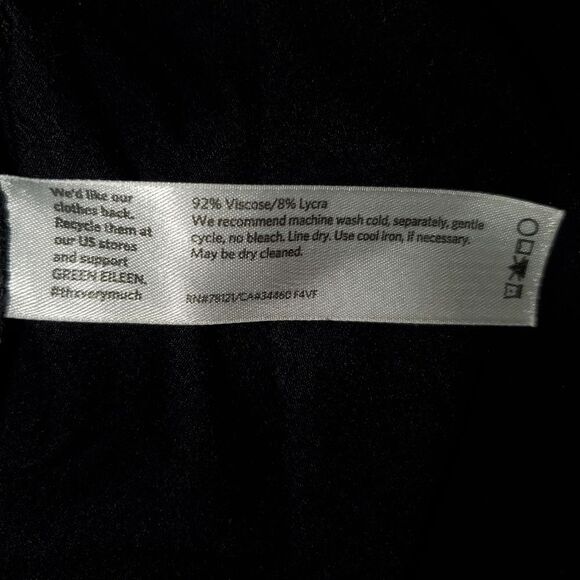 We'd like our
clothes back.
Recycle them at
our US stores
and support
GREEN EILEEN.
#thxverymuch
92% Viscose/8% Lycra
We recommend machine wash cold, separately, gentle
cycle, no bleach. Line dry. Use cool iron, if necessary.
May be dry cleaned.
RN#78121/CA#34460 F4VF